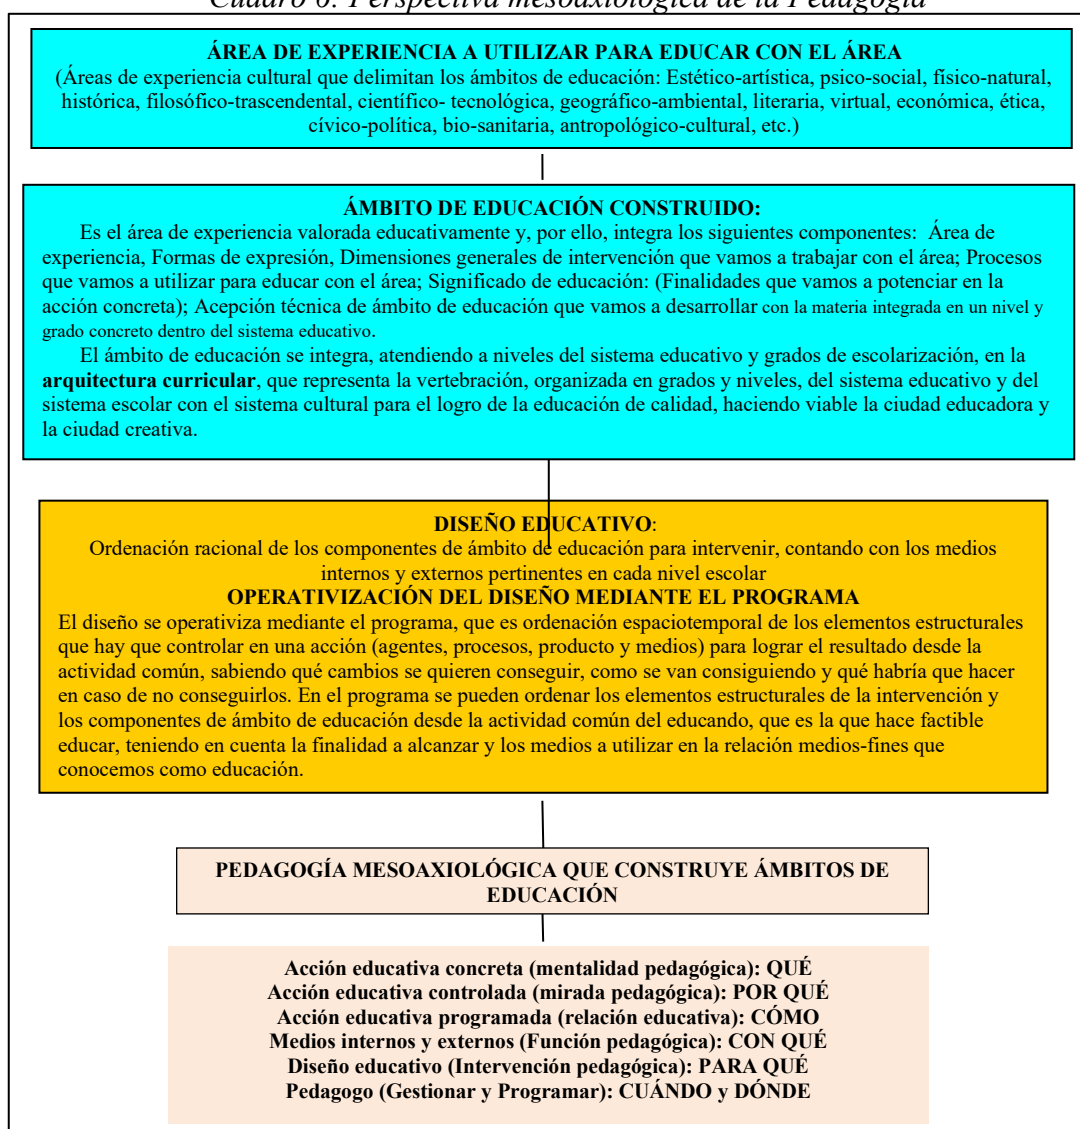 Cuadro 6: Perspectiva mesoaxiológica de la Pedagogía
ÁREA DE EXPERIENCIA A UTILIZAR PARA EDUCAR CON EL ÁREA
(Áreas de experiencia cultural que delimitan los ámbitos de educación: Estético-artística, psico-social, físico-natural,
histórica, filosófico-trascendental, científico- tecnológica, geográfico-ambiental, literaria, virtual, económica, ética,
cívico-política, bio-sanitaria, antropológico-cultural, etc.)
ÁMBITO DE EDUCACIÓN CONSTRUIDO:
Es el área de experiencia valorada educativamente y, por ello, integra los siguientes componentes: Área de
experiencia, Formas de expresión, Dimensiones generales de intervención que vamos a trabajar con el área; Procesos
que vamos a utilizar para educar con el área; Significado de educación: (Finalidades que vamos a potenciar en la
acción concreta); Acepción técnica de ámbito de educación que vamos a desarrollar con la materia integrada en un nivel y
grado concreto dentro del sistema educativo.
El ámbito de educación se integra, atendiendo a niveles del sistema educativo y grados de escolarización, en la
arquitectura curricular, que representa la vertebración, organizada en grados y niveles, del sistema educativo y del
sistema escolar con el sistema cultural para el logro de la educación de calidad, haciendo viable la ciudad educadora y
la ciudad creativa.
DISEÑO EDUCATIVO:
Ordenación racional de los componentes de ámbito de educación para intervenir, contando con los medios
internos y externos pertinentes en cada nivel escolar
OPERATIVIZACIÓN DEL DISEÑO MEDIANTE EL PROGRAMA
El diseño se operativiza mediante el programa, que es ordenación espaciotemporal de los elementos estructurales
que hay que controlar en una acción (agentes, procesos, producto y medios) para lograr el resultado desde la
actividad común, sabiendo qué cambios se quieren conseguir, como se van consiguiendo y qué habría que hacer
en caso de no conseguirlos. En el programa se pueden ordenar los elementos estructurales de la intervención y
los componentes de ámbito de educación desde la actividad común del educando, que es la que hace factible
educar, teniendo en cuenta la finalidad a alcanzar y los medios a utilizar en la relación medios-fines que
conocemos como educación.
PEDAGOGÍA MESOAXIOLÓGICA QUE CONSTRUYE ÁMBITOS DE
EDUCACIÓN
Acción educativa concreta (mentalidad pedagógica): QUÉ
Acción educativa controlada (mirada pedagógica): POR QUÉ
Acción educativa programada (relación educativa): CÓMO
Medios internos y externos (Función pedagógica): CON QUÉ
Diseño educativo (Intervención pedagógica): PARA QUÉ
Pedagogo (Gestionar y Programar): CUÁNDO y DÓNDE